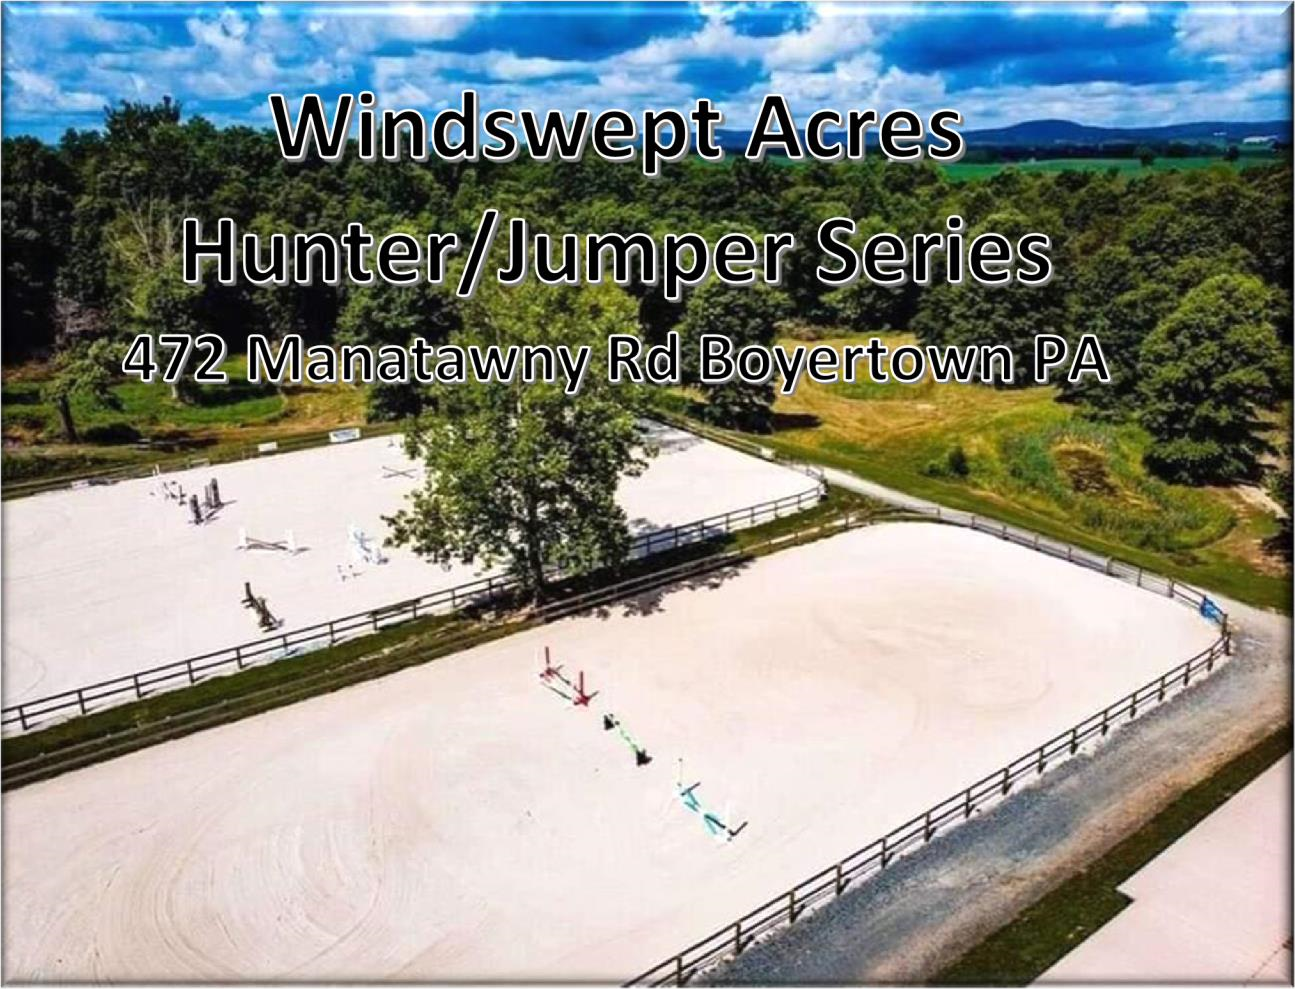 Windswept Acres
Hunter/Jumper Series
472 Manatawny Rd Boyertown PA